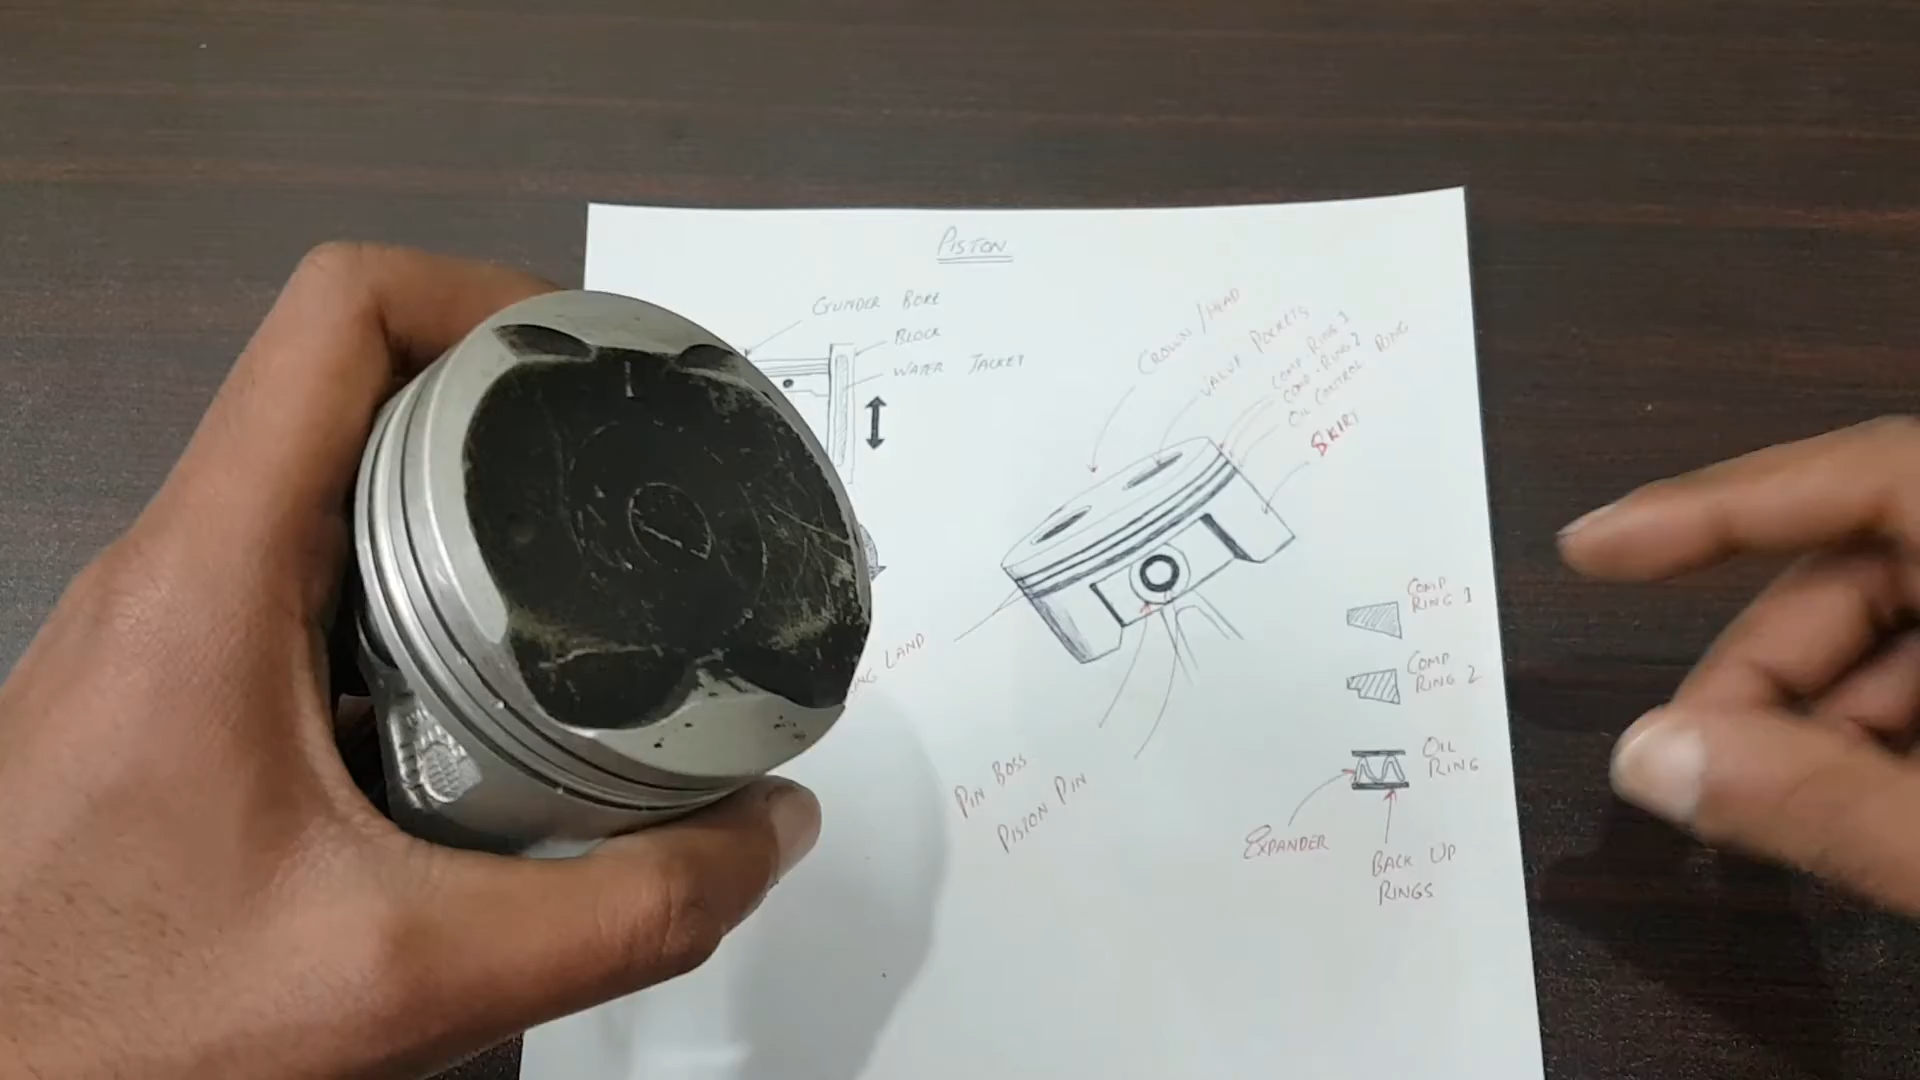 PISTON
CYLINDER BORE
BLOCK
WATER JACKET
CROWN/HEAD
VALVE POCKETS
COMP. RING 1
COMP. RING 2
OIL CONTROL RING
SKIRT
LAND
PIN BOSS
PISTON PIN
COMP
RING 1
COMP
RING 2
OIL
RING
EXPANDER
BACK UP
RINGS